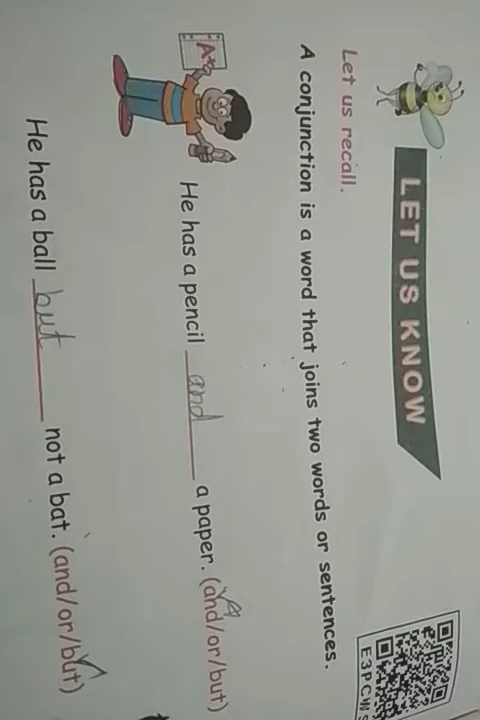 LET US KNOW
Let us recall.
A conjunction is a word that joins two words or sentences.
A+
He has a pencil and a paper. (and/or/but)
He has a ball but not a bat. (and/or/but)